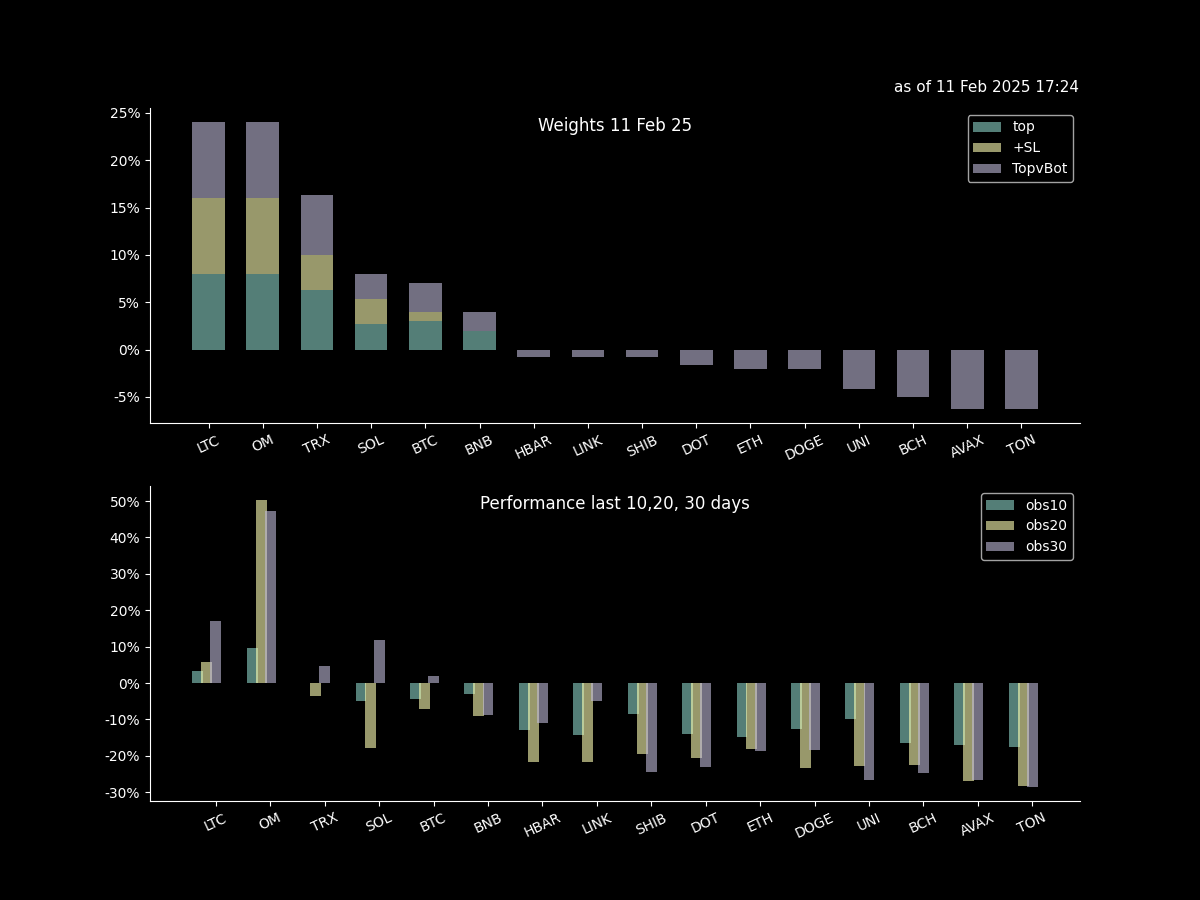 as of 11 Feb 2025 17:24
Weights 11 Feb 25
top
+SL
TopvBot
25%
20%
15%
10%
5%
0%
-5%
LTC OM TRX SOL BTC BNB HBAR LINK SHIB DOT ETH DOGE UNI BCH AVAX TON
Performance last 10,20, 30 days
obs10
obs20
obs30
50%
40%
30%
20%
10%
0%
-10%
-20%
-30%
LTC OM TRX SOL BTC BNB HBAR LINK SHIB DOT ETH DOGE UNI BCH AVAX TON